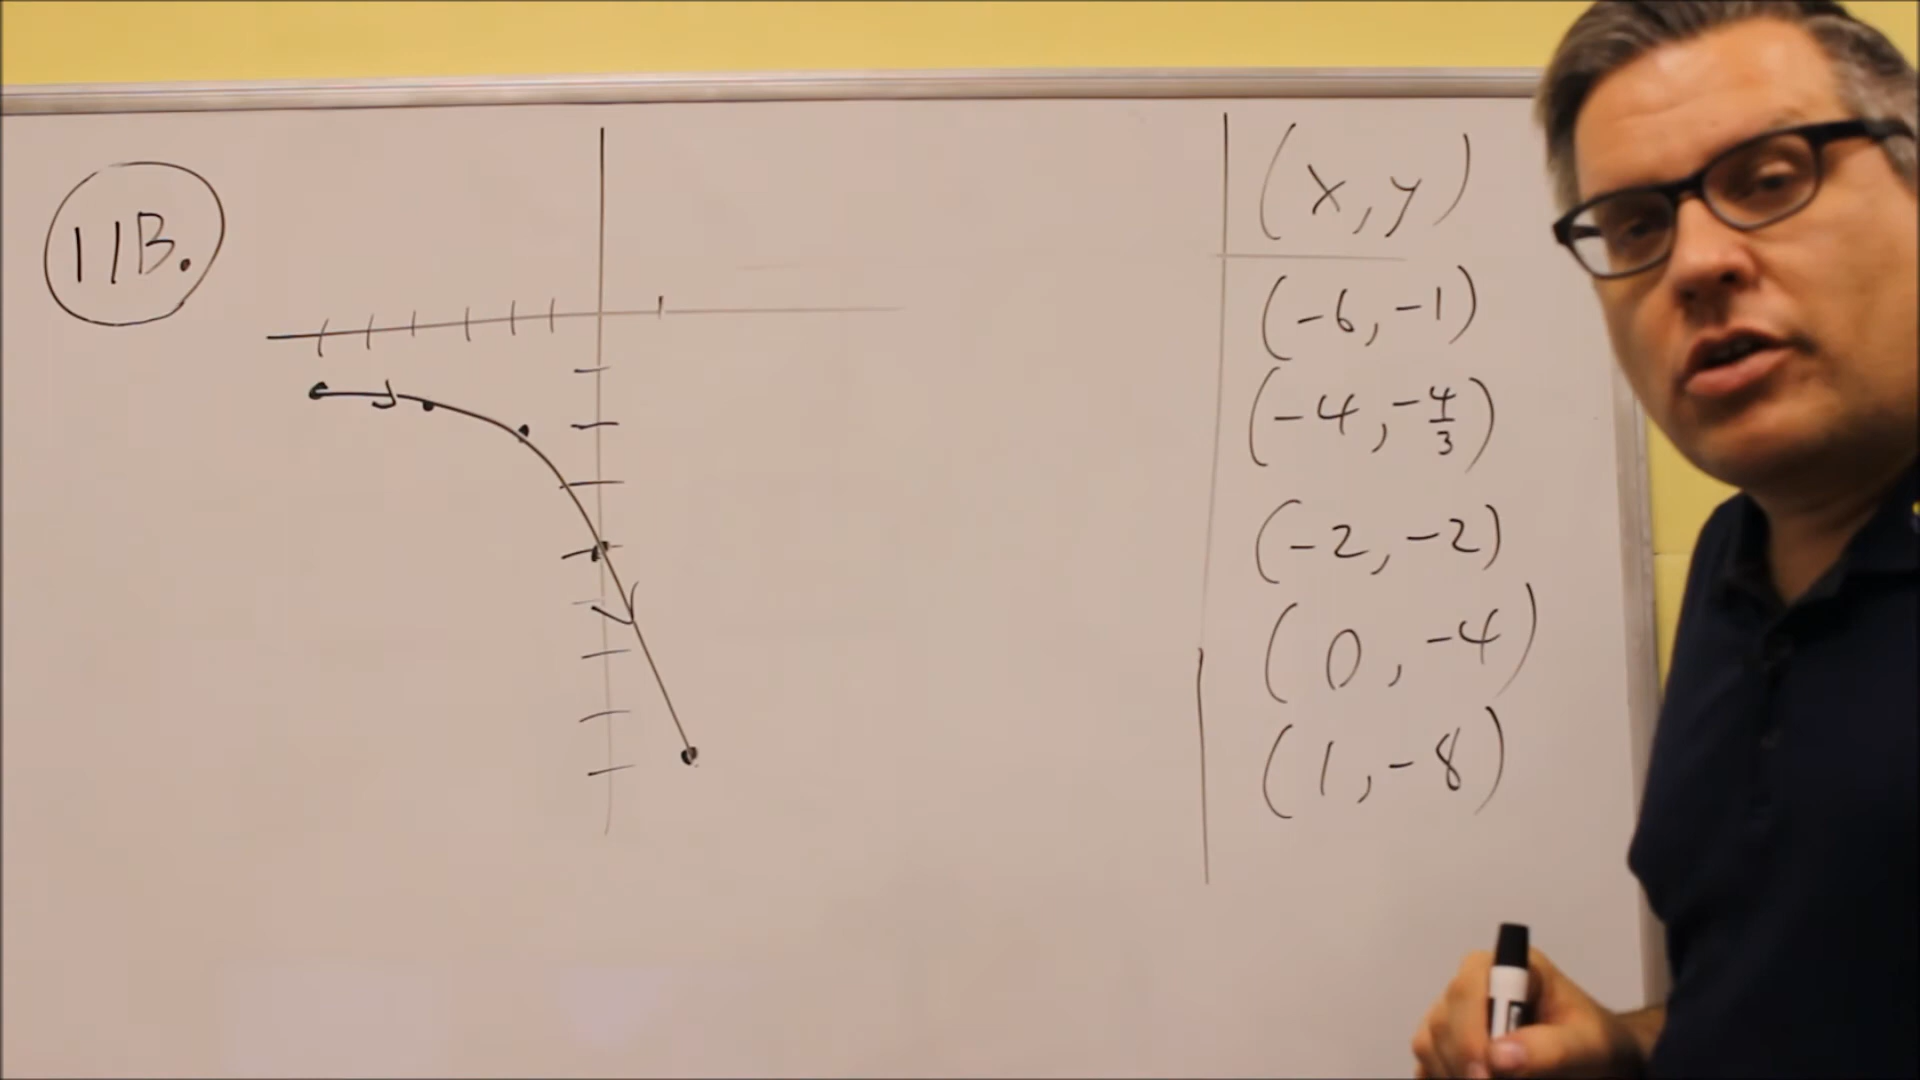 11B.
(x, y)
(-6, -1)
(-4, -4/3)
(-2, -2)
(0, -4)
(1, -8)